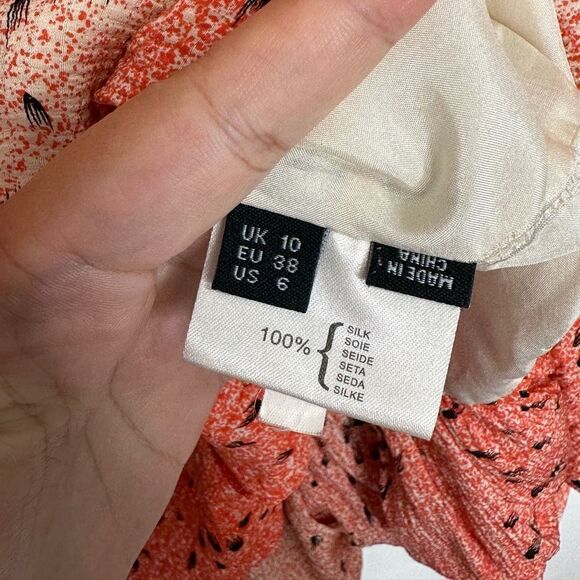 UK 10
EU 38
US 6
MADE IN
CHINA
100%
SILK
SOIE
SEIDE
SETA
SEDA
SILKE